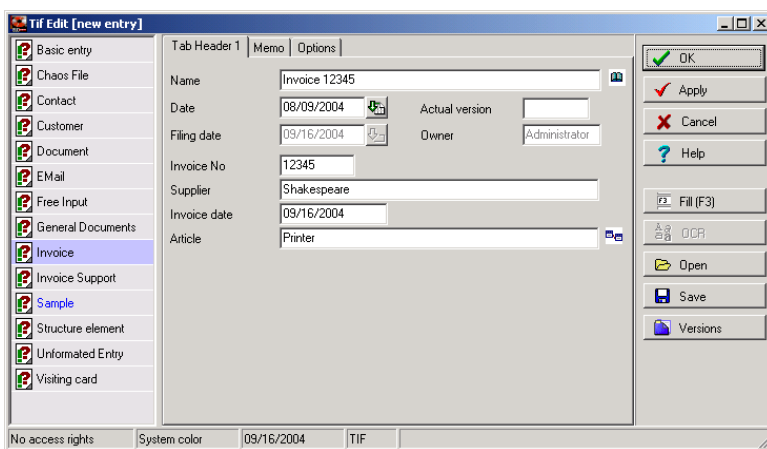 Tif Edit [new entry]
Basic entry
Chaos File
Contact
Customer
Document
EMail
Free Input
General Documents
Invoice
Invoice Support
Sample
Structure element
Unformated Entry
Visiting card
Tab Header 1 Memo Options
Name Invoice 12345
Date 08/09/2004 Actual version
Filing date 09/16/2004 Owner Administrator
Invoice No 12345
Supplier Shakespeare
Invoice date 09/16/2004
Article Printer
OK
Apply
Cancel
Help
F3 Fill (F3)
OCR
Open
Save
Versions
No access rights System color 09/16/2004 TIF